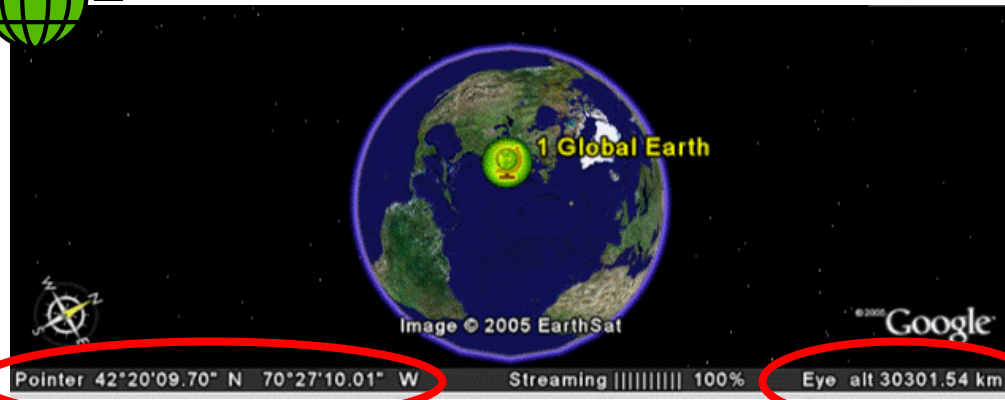 1 Global Earth
Image © 2005 EarthSat
© 2005 Google
Pointer 42°20'09.70" N 70°27'10.01" W Streaming |||||||||| 100% Eye alt 30301.54 km